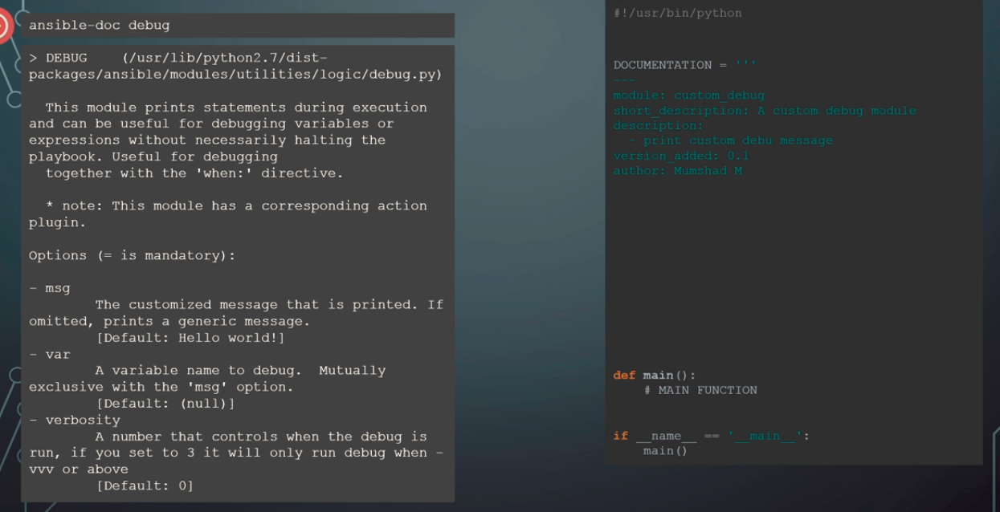 ansible-doc debug
> DEBUG    (/usr/lib/python2.7/dist-
packages/ansible/modules/utilities/logic/debug.py)
  This module prints statements during execution
and can be useful for debugging variables or
expressions without necessarily halting the
playbook. Useful for debugging
  together with the 'when:' directive.
  * note: This module has a corresponding action
plugin.
Options (= is mandatory):
- msg
        The customized message that is printed. If
omitted, prints a generic message.
        [Default: Hello world!]
- var
        A variable name to debug.  Mutually
exclusive with the 'msg' option.
        [Default: (null)]
- verbosity
        A number that controls when the debug is
run, if you set to 3 it will only run debug when -
vvv or above
        [Default: 0]
#!/usr/bin/python
DOCUMENTATION = '''
---
module: custom_debug
short_description: A custom debug module
description:
  - print custom debu message
version_added: 0.1
author: Mumshad M
def main():
    # MAIN FUNCTION
if __name__ == '__main__':
    main()